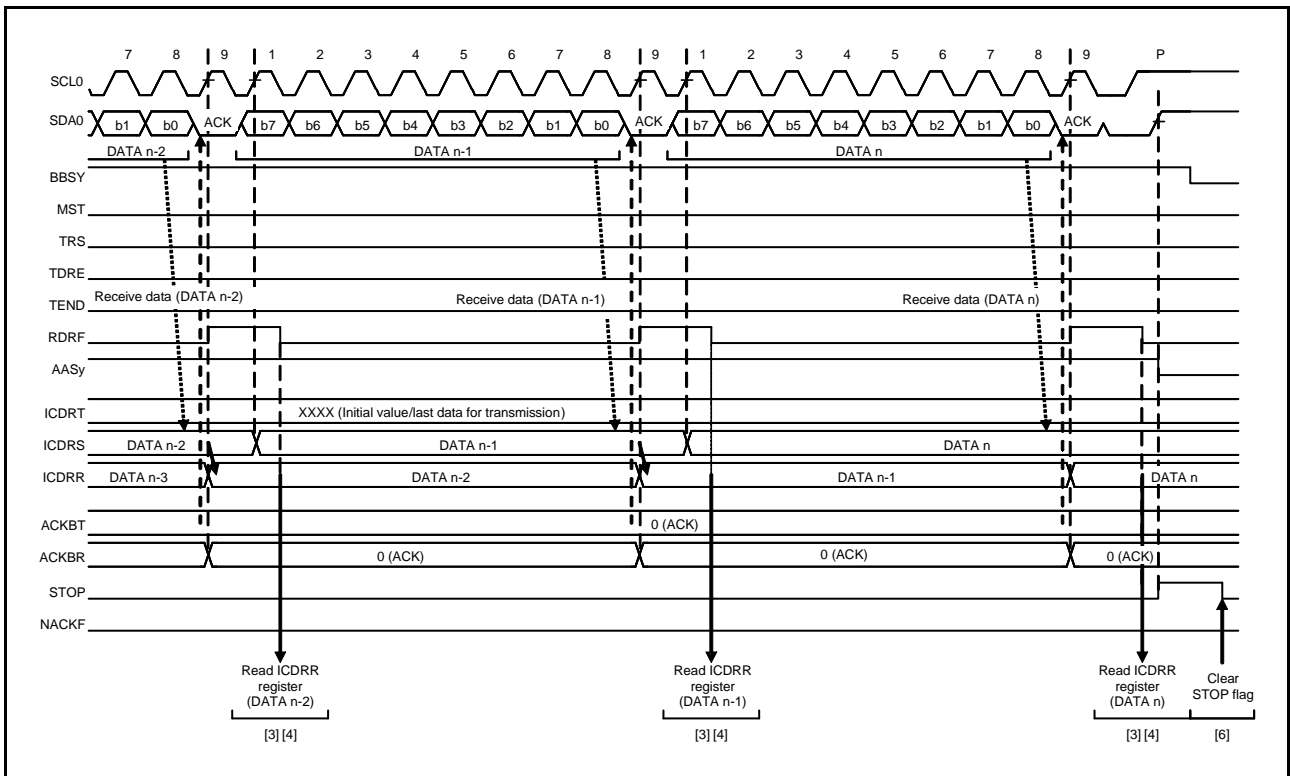 7 8 9 1 2 3 4 5 6 7 8 9 1 2 3 4 5 6 7 8 9 P
SCL0
SDA0 b1 b0 ACK b7 b6 b5 b4 b3 b2 b1 b0 ACK b7 b6 b5 b4 b3 b2 b1 b0 ACK
DATA n-2 DATA n-1 DATA n
BBSY
MST
TRS
TDRE
TEND Receive data (DATA n-2) Receive data (DATA n-1) Receive data (DATA n)
RDRF
AASy
ICDRT XXXX (Initial value/last data for transmission)
ICDRS DATA n-2 DATA n-1 DATA n
ICDRR DATA n-3 DATA n-2 DATA n-1 DATA n
ACKBT 0 (ACK)
ACKBR 0 (ACK) 0 (ACK) 0 (ACK)
STOP
NACKF
Read ICDRR
register
(DATA n-2)
[3] [4]
Read ICDRR
register
(DATA n-1)
[3] [4]
Read ICDRR
register
(DATA n)
[3] [4]
Clear
STOP flag
[6]